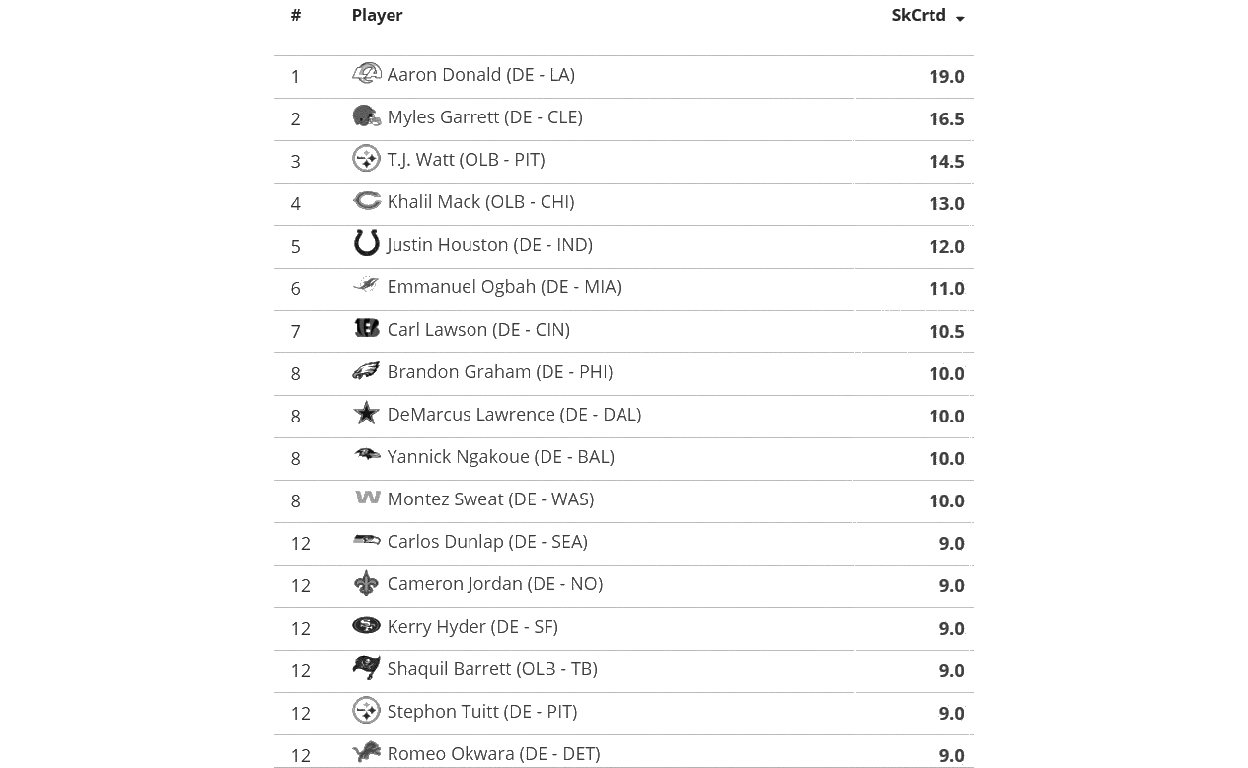 # Player SkCrtd
1 Aaron Donald (DE - LA) 19.0
2 Myles Garrett (DE - CLE) 16.5
3 T.J. Watt (OLB - PIT) 14.5
4 Khalil Mack (OLB - CHI) 13.0
5 Justin Houston (DE - IND) 12.0
6 Emmanuel Ogbah (DE - MIA) 11.0
7 Carl Lawson (DE - CIN) 10.5
8 Brandon Graham (DE - PHI) 10.0
8 DeMarcus Lawrence (DE - DAL) 10.0
8 Yannick Ngakoue (DE - BAL) 10.0
8 Montez Sweat (DE - WAS) 10.0
12 Carlos Dunlap (DE - SEA) 9.0
12 Cameron Jordan (DE - NO) 9.0
12 Kerry Hyder (DE - SF) 9.0
12 Shaquil Barrett (OLB - TB) 9.0
12 Stephon Tuitt (DE - PIT) 9.0
12 Romeo Okwara (DE - DET) 9.0